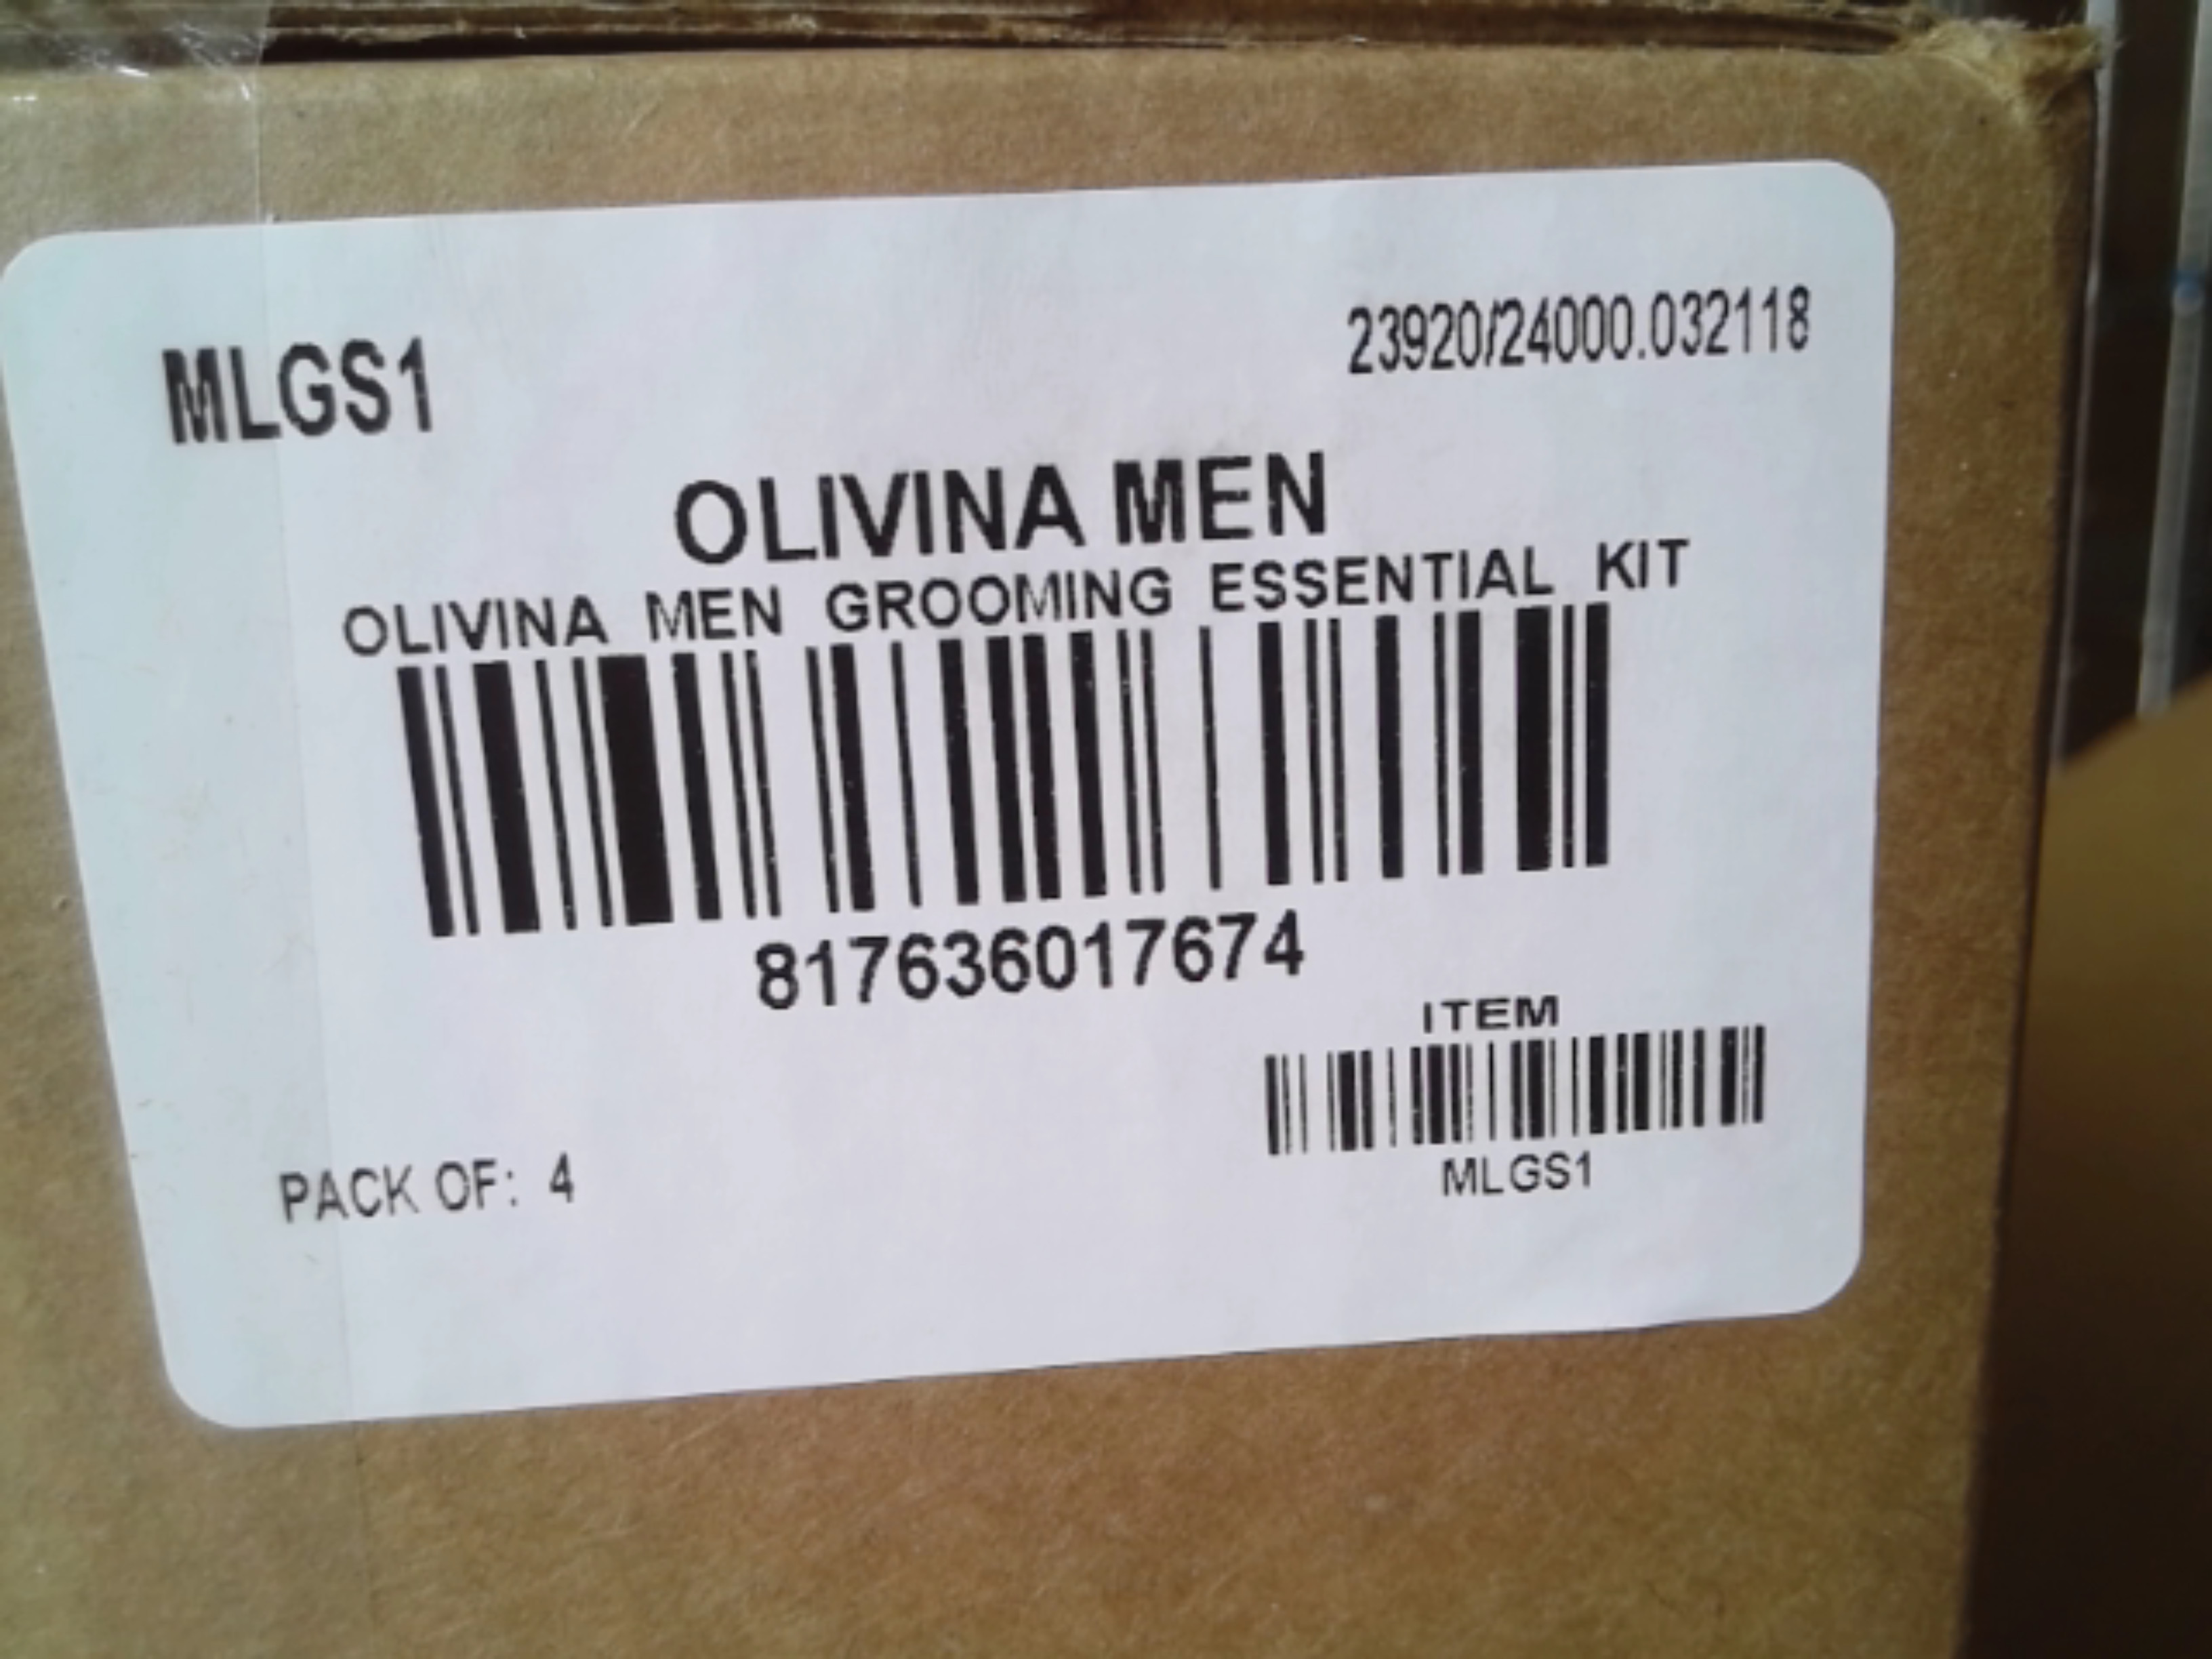 MLGS1
23920/24000.032118
OLIVINA MEN
OLIVINA MEN GROOMING ESSENTIAL KIT
817636017674
ITEM
MLGS1
PACK OF: 4